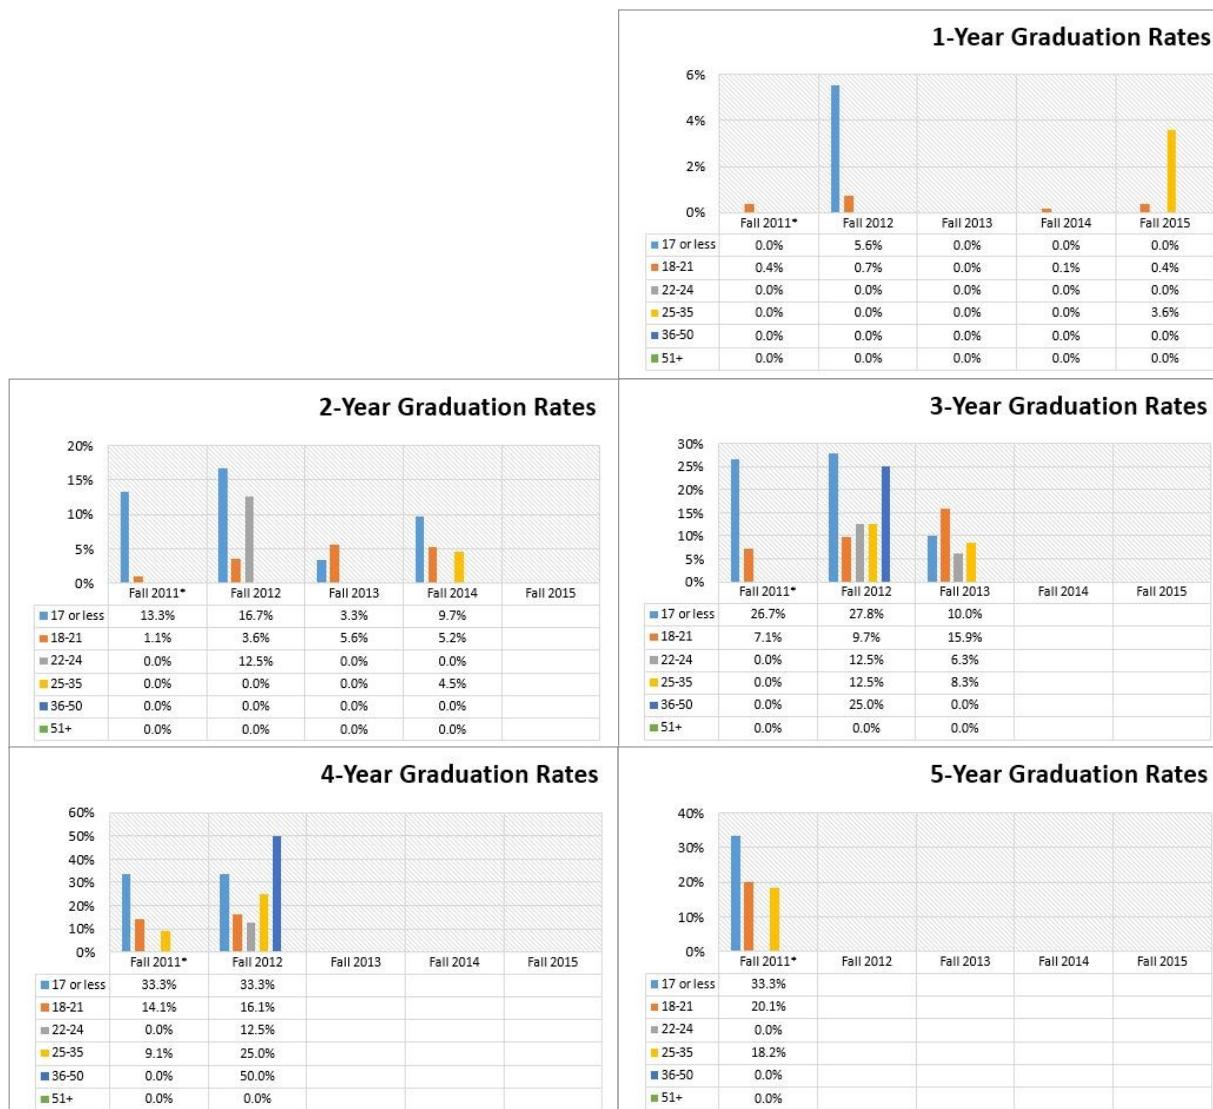 1-Year Graduation Rates
6%
4%
2%
0%
Fall 2011* Fall 2012 Fall 2013 Fall 2014 Fall 2015
17 or less 0.0% 5.6% 0.0% 0.0% 0.0%
18-21 0.4% 0.7% 0.0% 0.1% 0.4%
22-24 0.0% 0.0% 0.0% 0.0% 0.0%
25-35 0.0% 0.0% 0.0% 0.0% 3.6%
36-50 0.0% 0.0% 0.0% 0.0% 0.0%
51+ 0.0% 0.0% 0.0% 0.0% 0.0%
2-Year Graduation Rates
20%
15%
10%
5%
0%
Fall 2011* Fall 2012 Fall 2013 Fall 2014 Fall 2015
17 or less 13.3% 16.7% 3.3% 9.7%
18-21 1.1% 3.6% 5.6% 5.2%
22-24 0.0% 12.5% 0.0% 0.0%
25-35 0.0% 0.0% 0.0% 4.5%
36-50 0.0% 0.0% 0.0% 0.0%
51+ 0.0% 0.0% 0.0% 0.0%
3-Year Graduation Rates
30%
25%
20%
15%
10%
5%
0%
Fall 2011* Fall 2012 Fall 2013 Fall 2014 Fall 2015
17 or less 26.7% 27.8% 10.0%
18-21 7.1% 9.7% 15.9%
22-24 0.0% 12.5% 6.3%
25-35 0.0% 12.5% 8.3%
36-50 0.0% 25.0% 0.0%
51+ 0.0% 0.0% 0.0%
4-Year Graduation Rates
60%
50%
40%
30%
20%
10%
0%
Fall 2011* Fall 2012 Fall 2013 Fall 2014 Fall 2015
17 or less 33.3% 33.3%
18-21 14.1% 16.1%
22-24 0.0% 12.5%
25-35 9.1% 25.0%
36-50 0.0% 50.0%
51+ 0.0% 0.0%
5-Year Graduation Rates
40%
30%
20%
10%
0%
Fall 2011* Fall 2012 Fall 2013 Fall 2014 Fall 2015
17 or less 33.3%
18-21 20.1%
22-24 0.0%
25-35 18.2%
36-50 0.0%
51+ 0.0%